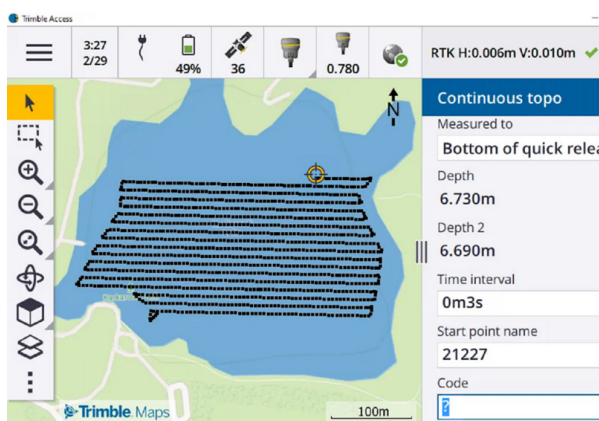 Trimble Access
3:27
2/29
49%
36
0.780
RTK H:0.006m V:0.010m
N
Continuous topo
Measured to
Bottom of quick relea
Depth
6.730m
Depth 2
6.690m
Time interval
0m3s
Start point name
21227
Code
?
Trimble Maps
100m